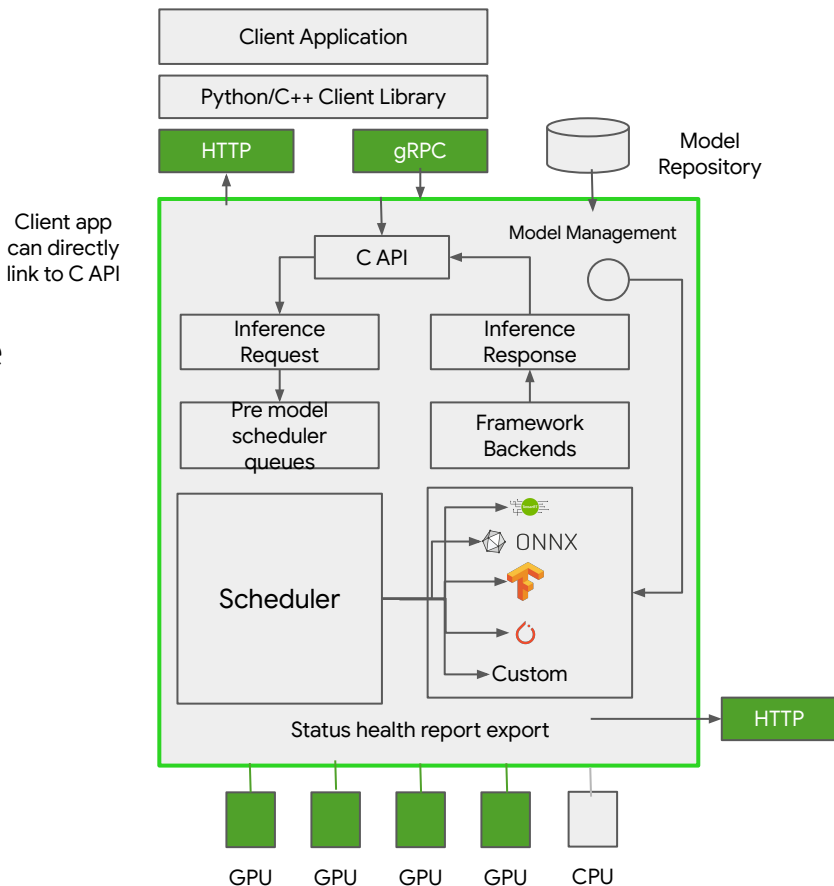 Client Application
Python/C++ Client Library
HTTP
gRPC
Model
Repository
Client app
can directly
link to C API
Model Management
C API
Inference
Request
Inference
Response
e
Pre model
scheduler
queues
Framework
Backends
ONNX
Scheduler
Custom
Status health report export
HTTP
GPU
GPU
GPU
GPU
CPU